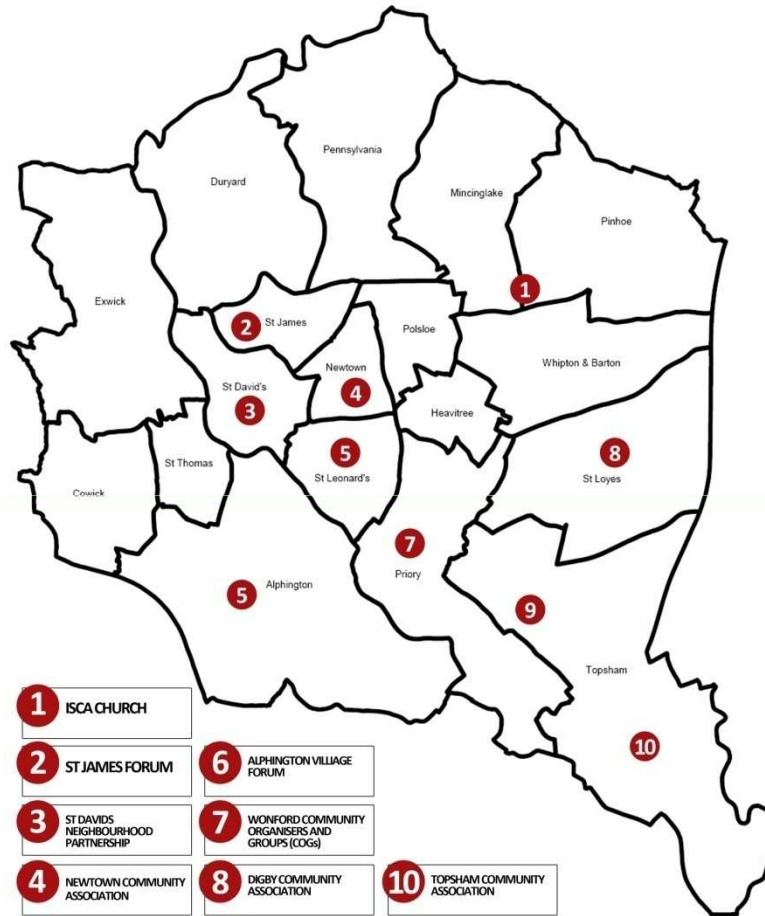 Pennsylvania
Duryard
Mincinglake
Pinhoe
Exwick
1
2
St James
Polsloe
Newtown
Whipton & Barton
St David's
4
3
Heavitree
5
8
St Thomas
St Leonard's
St Loyes
Cowick
7
Priory
5
Alphington
9
Topsham
10
1 ISCA CHURCH
2 ST JAMES FORUM
6 ALPHINGTON VILLIAGE
FORUM
3 ST DAVIDS
NEIGHBOURHOOD
PARTNERSHIP
7 WONFORD COMMUNITY
ORGANISERS AND
GROUPS (COGs)
4 NEWTOWN COMMUNITY
ASSOCIATION
8 DIGBY COMMUNITY
ASSOCIATION
10 TOPSHAM COMMUNITY
ASSOCIATION